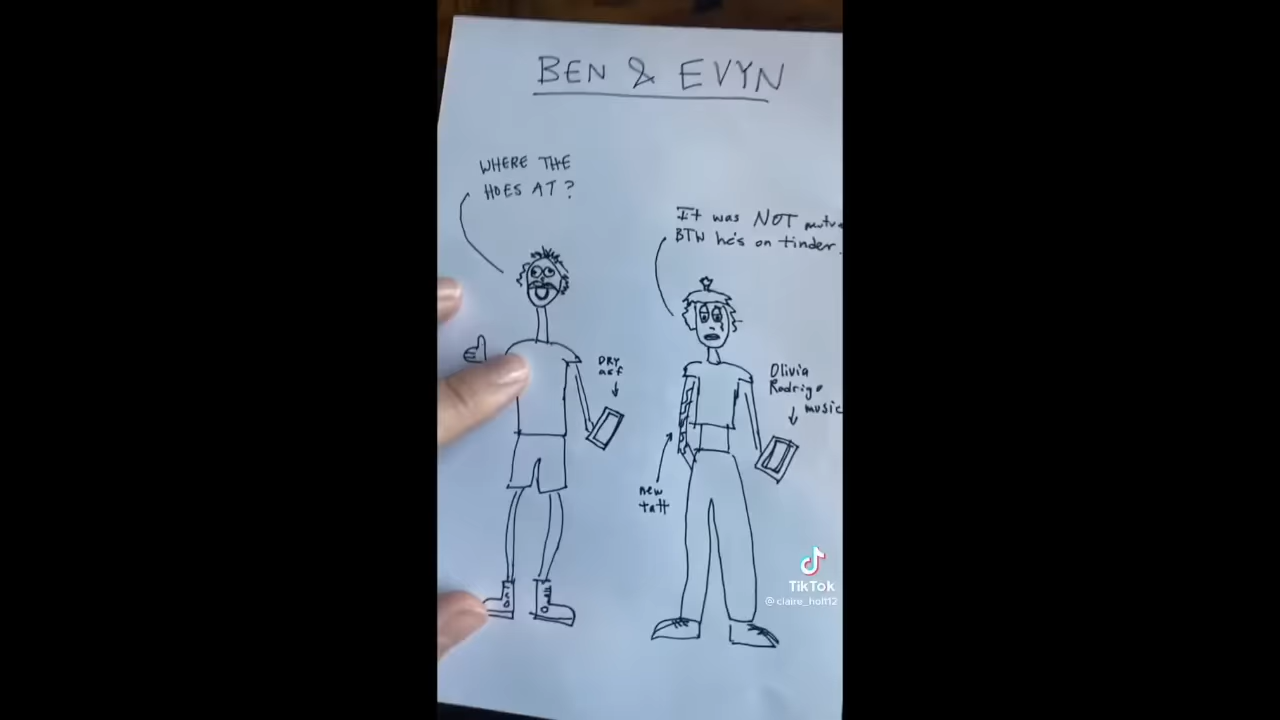 BEN & EVYN
WHERE THE
HOES AT?
It was NOT
BTW he's on tinder.
DRY
asf
Olivia
Rodrigo
music
new
tatt
TikTok
@claire_holl12